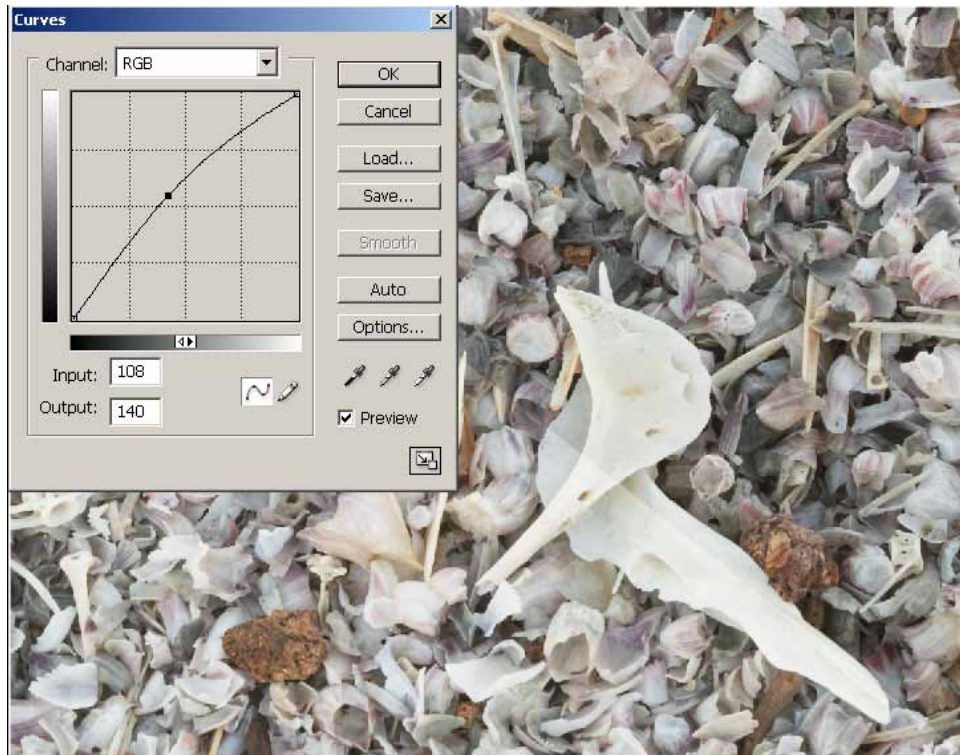 Curves
Channel: RGB
OK
Cancel
Load...
Save...
Smooth
Auto
Options...
Input: 108
Output: 140
Preview